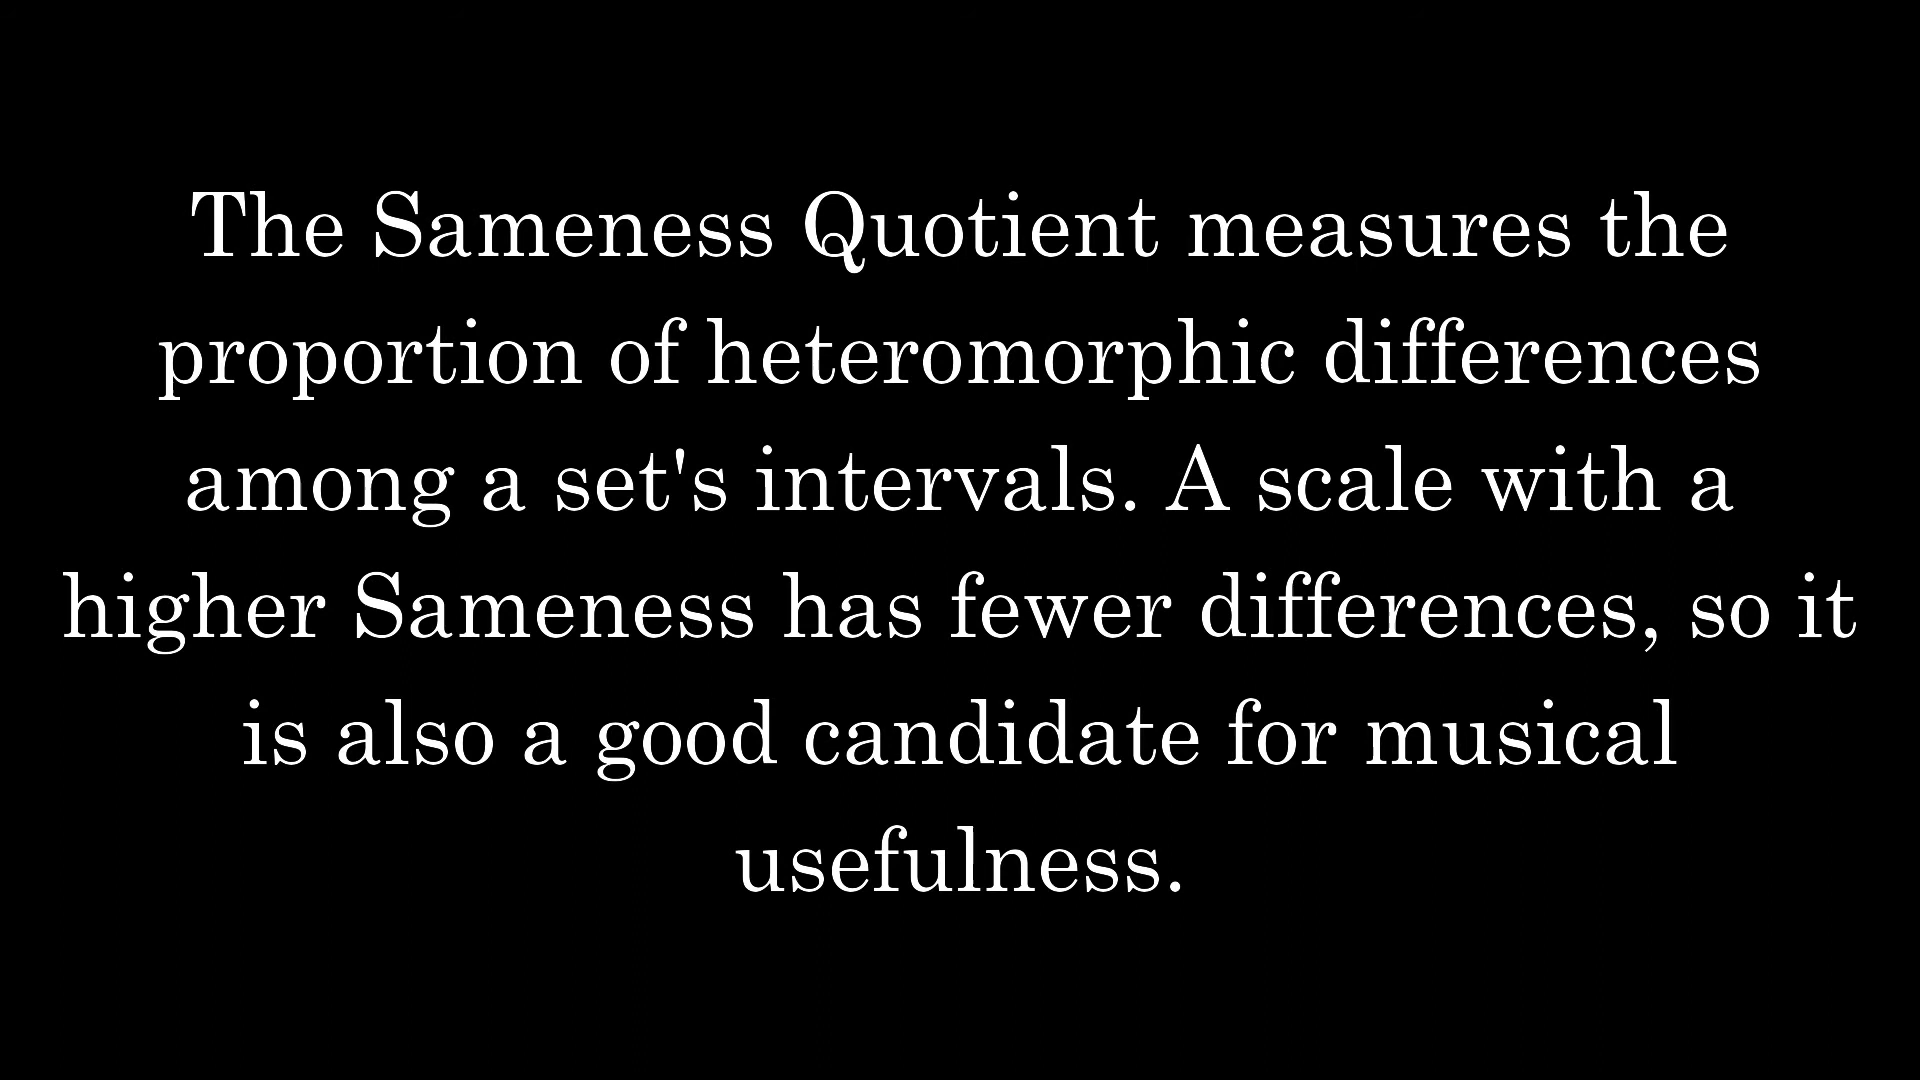 The Sameness Quotient measures the
proportion of heteromorphic differences
among a set's intervals. A scale with a
higher Sameness has fewer differences, so it
is also a good candidate for musical
usefulness.